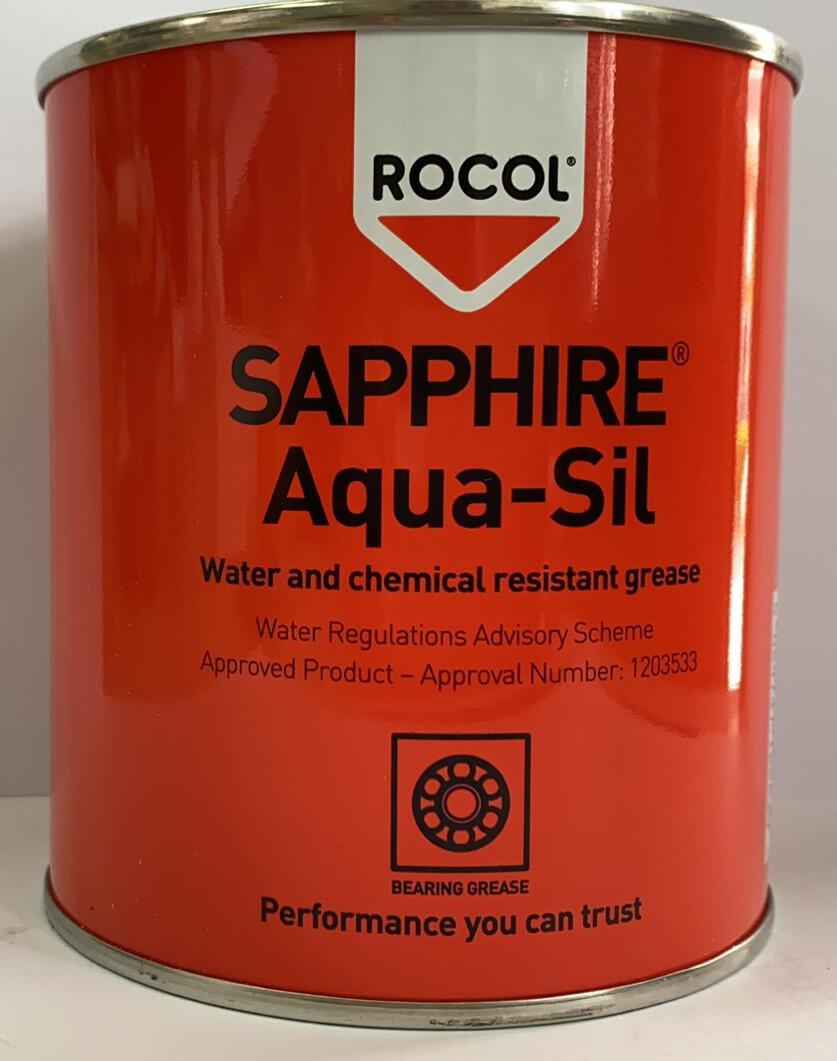 ROCOL®
SAPPHIRE®
Aqua-Sil
Water and chemical resistant grease
Water Regulations Advisory Scheme
Approved Product – Approval Number: 1203533
BEARING GREASE
Performance you can trust